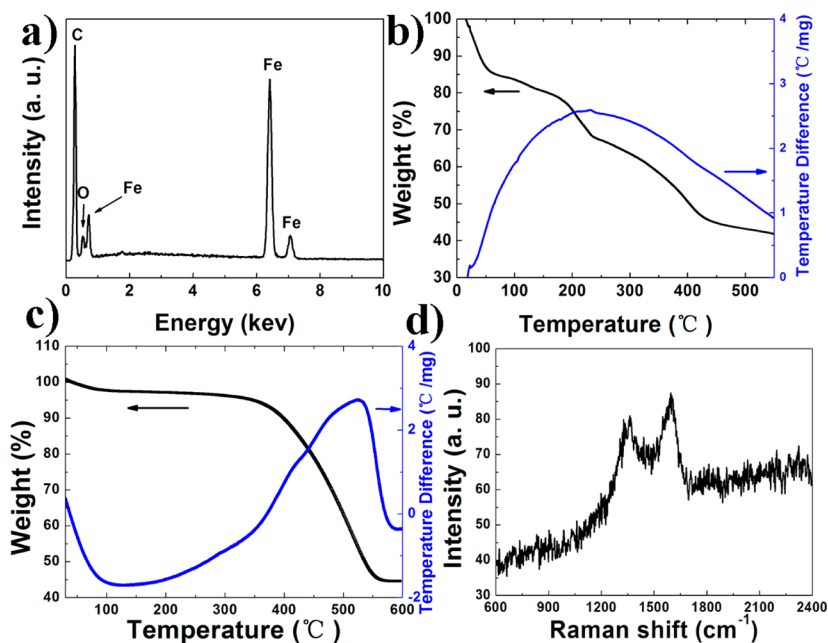 a)
C
O
Fe
Fe
Fe
Intensity (a. u.)
0 2 4 6 8 10
Energy (kev)
b)
100
90
80
70
60
50
40
30
Weight (%)
0 100 200 300 400 500
Temperature (℃)
4
3
2
1
0
Temperature Difference (℃/mg)
c)
110
100
90
80
70
60
50
40
Weight (%)
100 200 300 400 500 600
Temperature (℃)
4
2
0
-2
Temperature Difference (℃/mg)
d)
100
90
80
70
60
50
40
30
Intensity (a. u.)
600 900 1200 1500 1800 2100 2400
Raman shift (cm⁻¹)